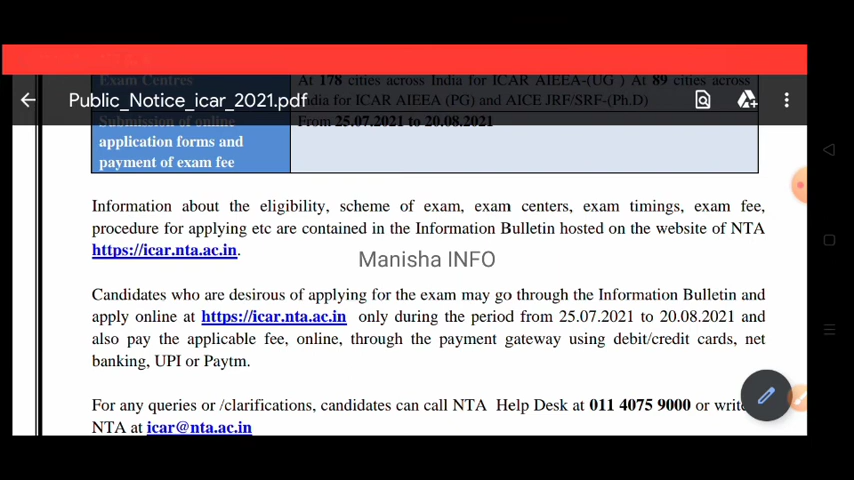 Exam Centres
At 178 cities across India for ICAR AIEEA-(UG ) At 89 cities across
Public_Notice_icar_2021.pdf
India for ICAR AIEEA (PG) and AICE JRF/SRF-(Ph.D)
Submission of online
application forms and
payment of exam fee
From 25.07.2021 to 20.08.2021
Information about the eligibility, scheme of exam, exam centers, exam timings, exam fee,
procedure for applying etc are contained in the Information Bulletin hosted on the website of NTA
https://icar.nta.ac.in.
Manisha INFO
Candidates who are desirous of applying for the exam may go through the Information Bulletin and
apply online at https://icar.nta.ac.in only during the period from 25.07.2021 to 20.08.2021 and
also pay the applicable fee, online, through the payment gateway using debit/credit cards, net
banking, UPI or Paytm.
For any queries or /clarifications, candidates can call NTA Help Desk at 011 4075 9000 or write
NTA at icar@nta.ac.in